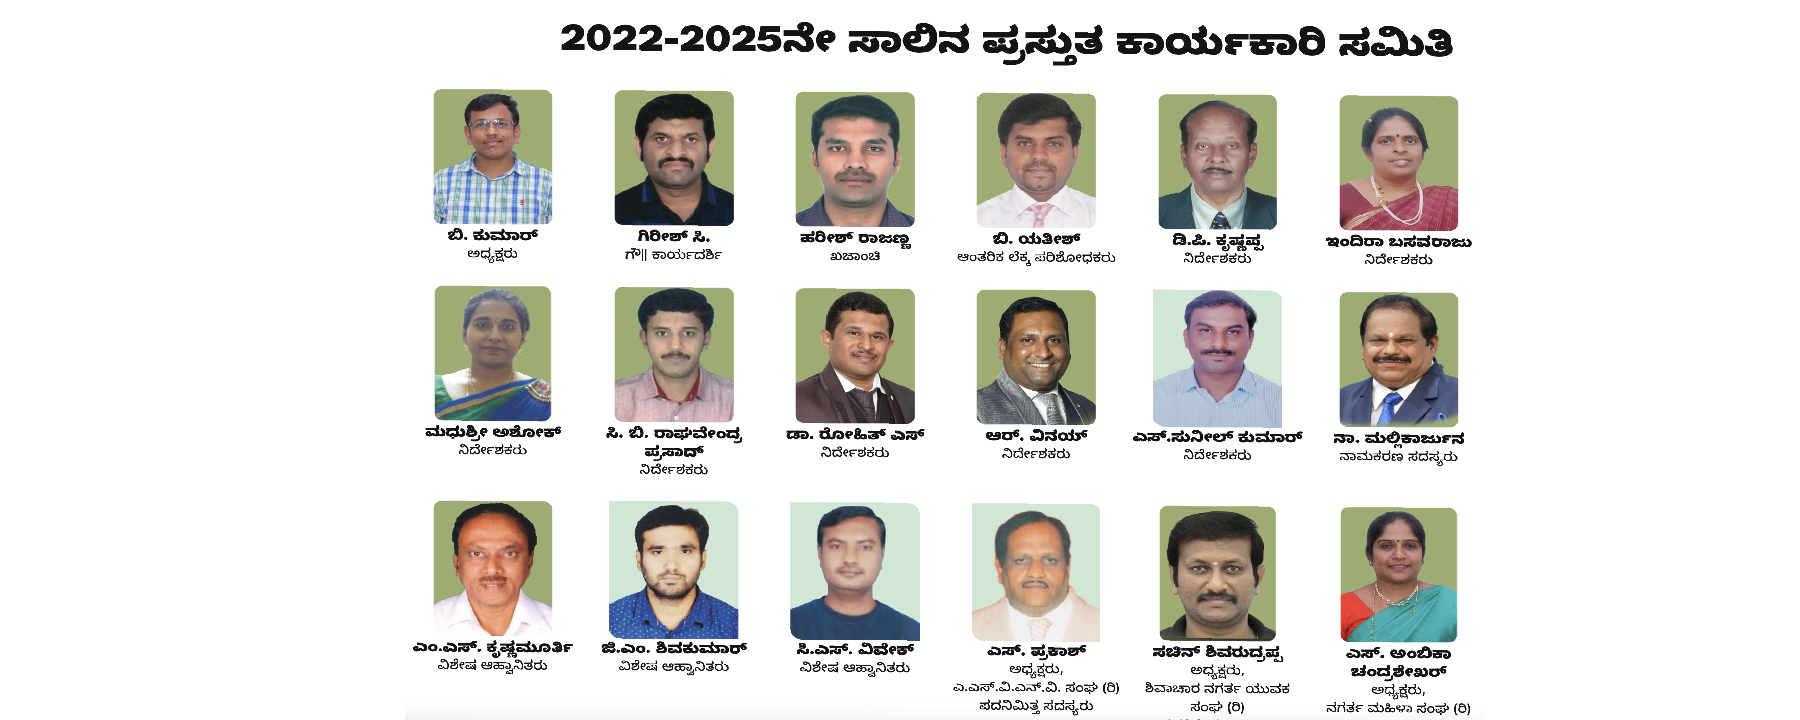 2022-2025ನೇ ಸಾಲಿನ ಪ್ರಸ್ತುತ ಕಾರ್ಯಕಾರಿ ಸಮಿತಿ
ಬಿ. ಕುಮಾರ್
ಅಧ್ಯಕ್ಷರು
ಗಿರೀಶ್ ಸಿ.
ಗೌ|| ಕಾರ್ಯದರ್ಶಿ
ಹರೀಶ್ ರಾಜಣ್ಣ
ಖಜಾಂಚಿ
ಬಿ. ಯತೀಶ್
ಆಂತರಿಕ ಲೆಕ್ಕ ಪರಿಶೋಧಕರು
ಡಿ.ಪಿ. ಕೃಷ್ಣಪ್ಪ
ನಿರ್ದೇಶಕರು
ಇಂದಿರಾ ಬಸವರಾಜು
ನಿರ್ದೇಶಕರು
ಮಧುಶ್ರೀ ಅಶೋಕ್
ನಿರ್ದೇಶಕರು
ಸಿ. ಬಿ. ರಾಘವೇಂದ್ರ
ಪ್ರಸಾದ್
ನಿರ್ದೇಶಕರು
ಡಾ. ರೋಹಿತ್ ಎಸ್
ನಿರ್ದೇಶಕರು
ಆರ್. ವಿನಯ್
ನಿರ್ದೇಶಕರು
ಎಸ್.ಸುನೀಲ್ ಕುಮಾರ್
ನಿರ್ದೇಶಕರು
ನಾ. ಮಲ್ಲಿಕಾರ್ಜುನ
ನಾಮಕರಣ ಸದಸ್ಯರು
ಎಂ.ಎಸ್. ಕೃಷ್ಣಮೂರ್ತಿ
ವಿಶೇಷ ಆಹ್ವಾನಿತರು
ಜಿ.ಎಂ. ಶಿವಕುಮಾರ್
ವಿಶೇಷ ಆಹ್ವಾನಿತರು
ಸಿ.ಎಸ್. ವಿವೇಕ್
ವಿಶೇಷ ಆಹ್ವಾನಿತರು
ಎಸ್. ಪ್ರಕಾಶ್
ಅಧ್ಯಕ್ಷರು,
ಎ.ಎಸ್.ವಿ.ಎನ್.ವಿ. ಸಂಘ (ರಿ)
ಪದನಿಮಿತ್ತ ಸದಸ್ಯರು
ಸಚಿನ್ ಶಿವರುದ್ರಪ್ಪ
ಅಧ್ಯಕ್ಷರು,
ಶಿವಾಚಾರ ನಗರ್ತ ಯುವಕ
ಸಂಘ (ರಿ)
ಎಸ್. ಅಂಬಿಕಾ
ಚಂದ್ರಶೇಖರ್
ಅಧ್ಯಕ್ಷರು,
ನಗರ್ತ ಮಹಿಳಾ ಸಂಘ (ರಿ)